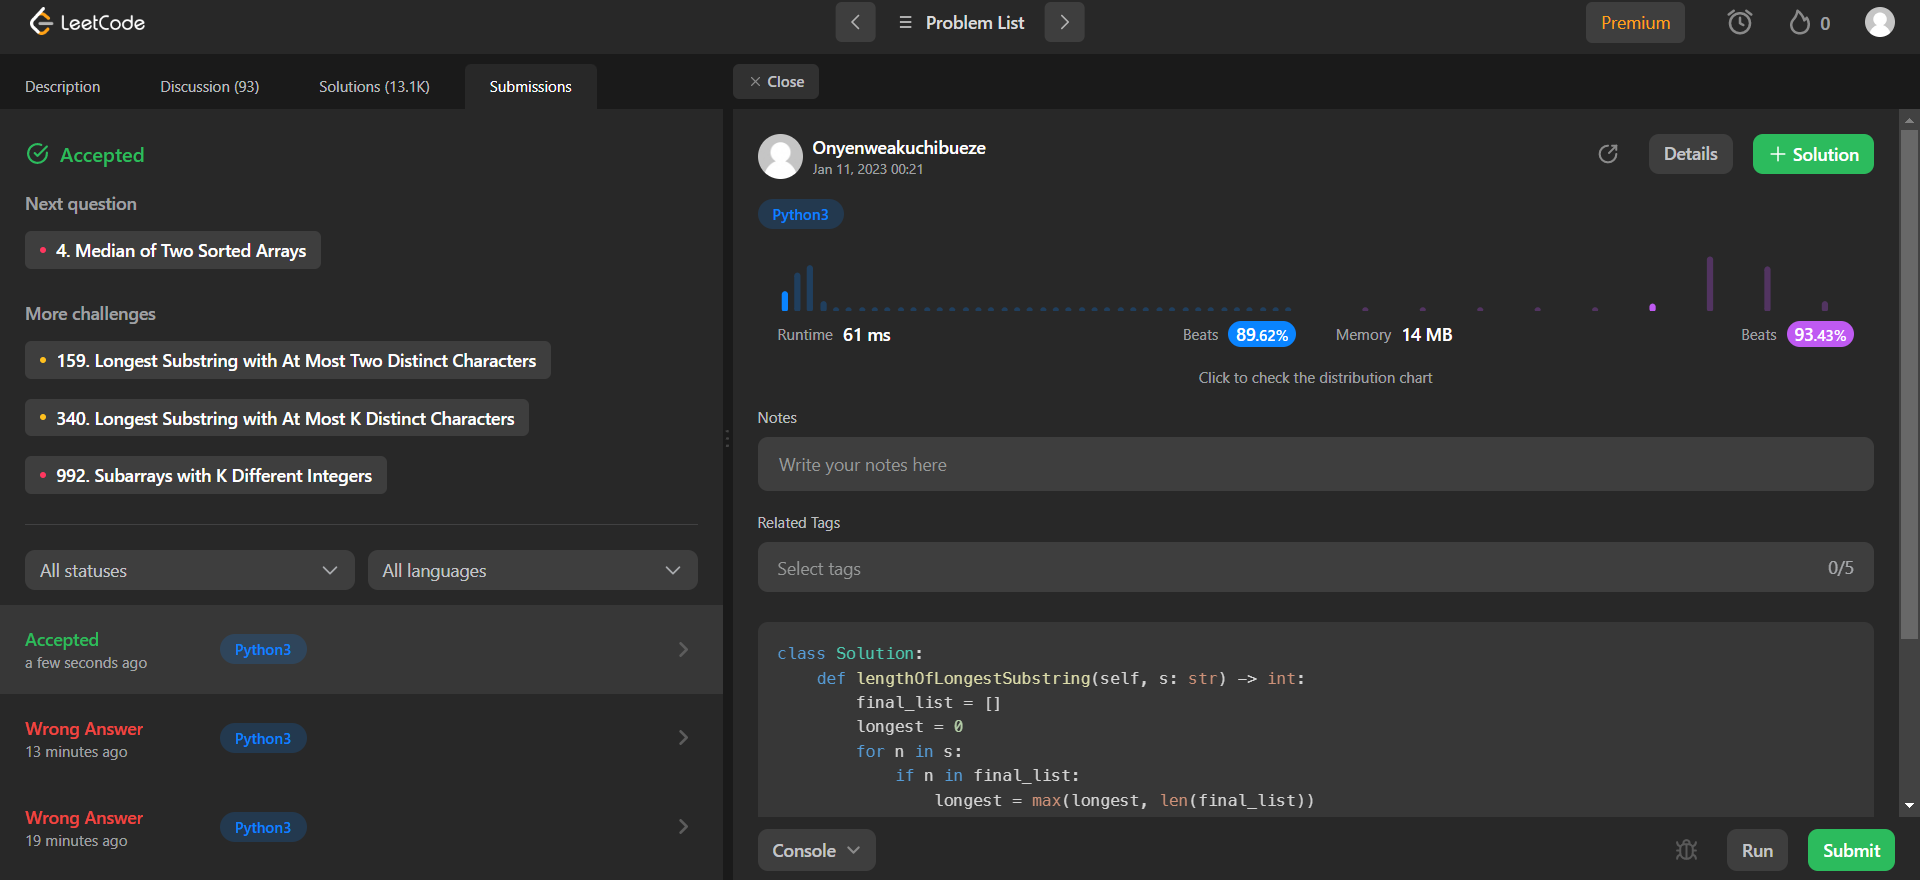 LeetCode
Problem List
Premium
0
Description
Discussion (93)
Solutions (13.1K)
Submissions
Close
Accepted
Next question
4. Median of Two Sorted Arrays
More challenges
159. Longest Substring with At Most Two Distinct Characters
340. Longest Substring with At Most K Distinct Characters
992. Subarrays with K Different Integers
All statuses
All languages
Accepted
Python3
a few seconds ago
Wrong Answer
Python3
13 minutes ago
Wrong Answer
Python3
19 minutes ago
Onyenweakuchibueze
Jan 11, 2023 00:21
Details
+ Solution
Python3
Runtime 61 ms
Beats 89.62%
Memory 14 MB
Beats 93.43%
Click to check the distribution chart
Notes
Write your notes here
Related Tags
Select tags
0/5
class Solution:
    def lengthOfLongestSubstring(self, s: str) -> int:
        final_list = []
        longest = 0
        for n in s:
            if n in final_list:
                longest = max(longest, len(final_list))
Console
Run
Submit